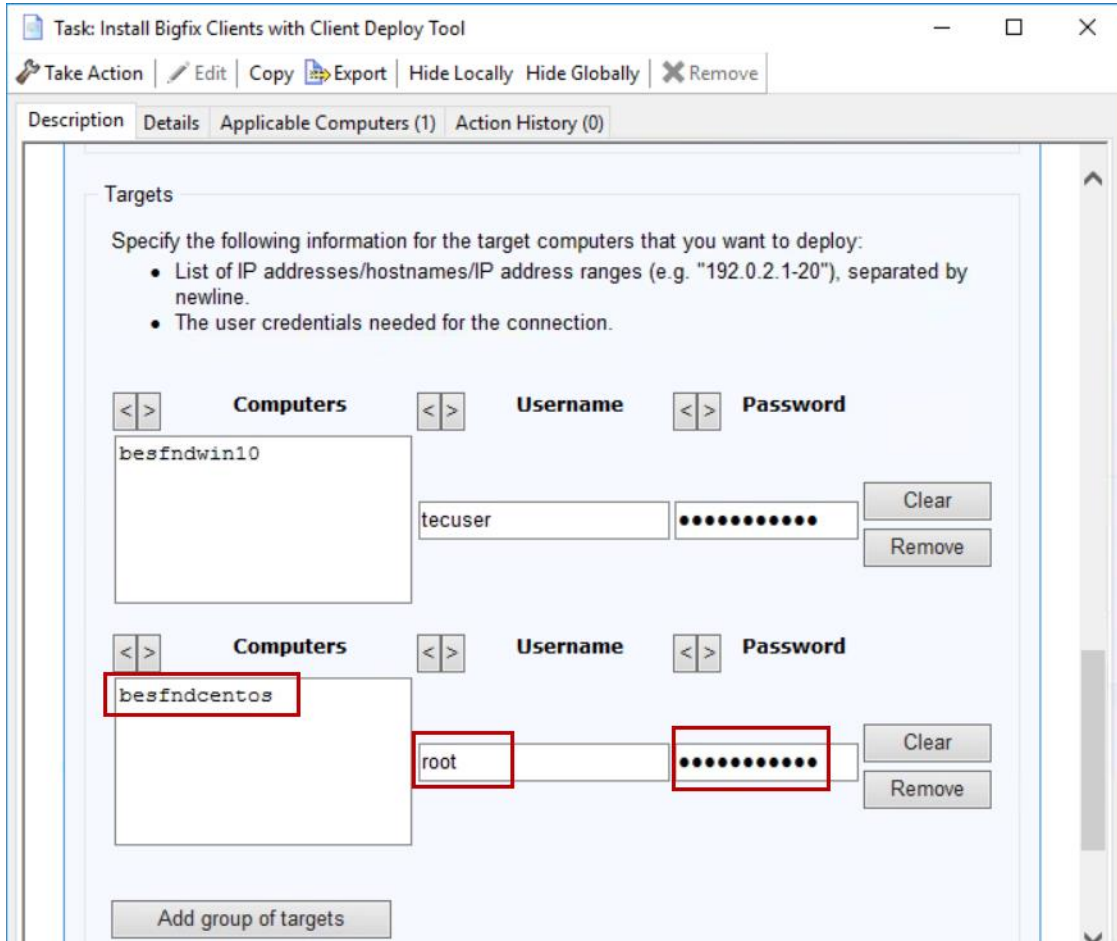 Task: Install Bigfix Clients with Client Deploy Tool
Take Action Edit Copy Export Hide Locally Hide Globally Remove
Description Details Applicable Computers (1) Action History (0)
Targets
Specify the following information for the target computers that you want to deploy:
• List of IP addresses/hostnames/IP address ranges (e.g. "192.0.2.1-20"), separated by
newline.
• The user credentials needed for the connection.
< > Computers < > Username < > Password
besfndwin10
Clear
tecuser ●●●●●●●●●●●
Remove
< > Computers < > Username < > Password
besfndcentos
Clear
root ●●●●●●●●●●●
Remove
Add group of targets